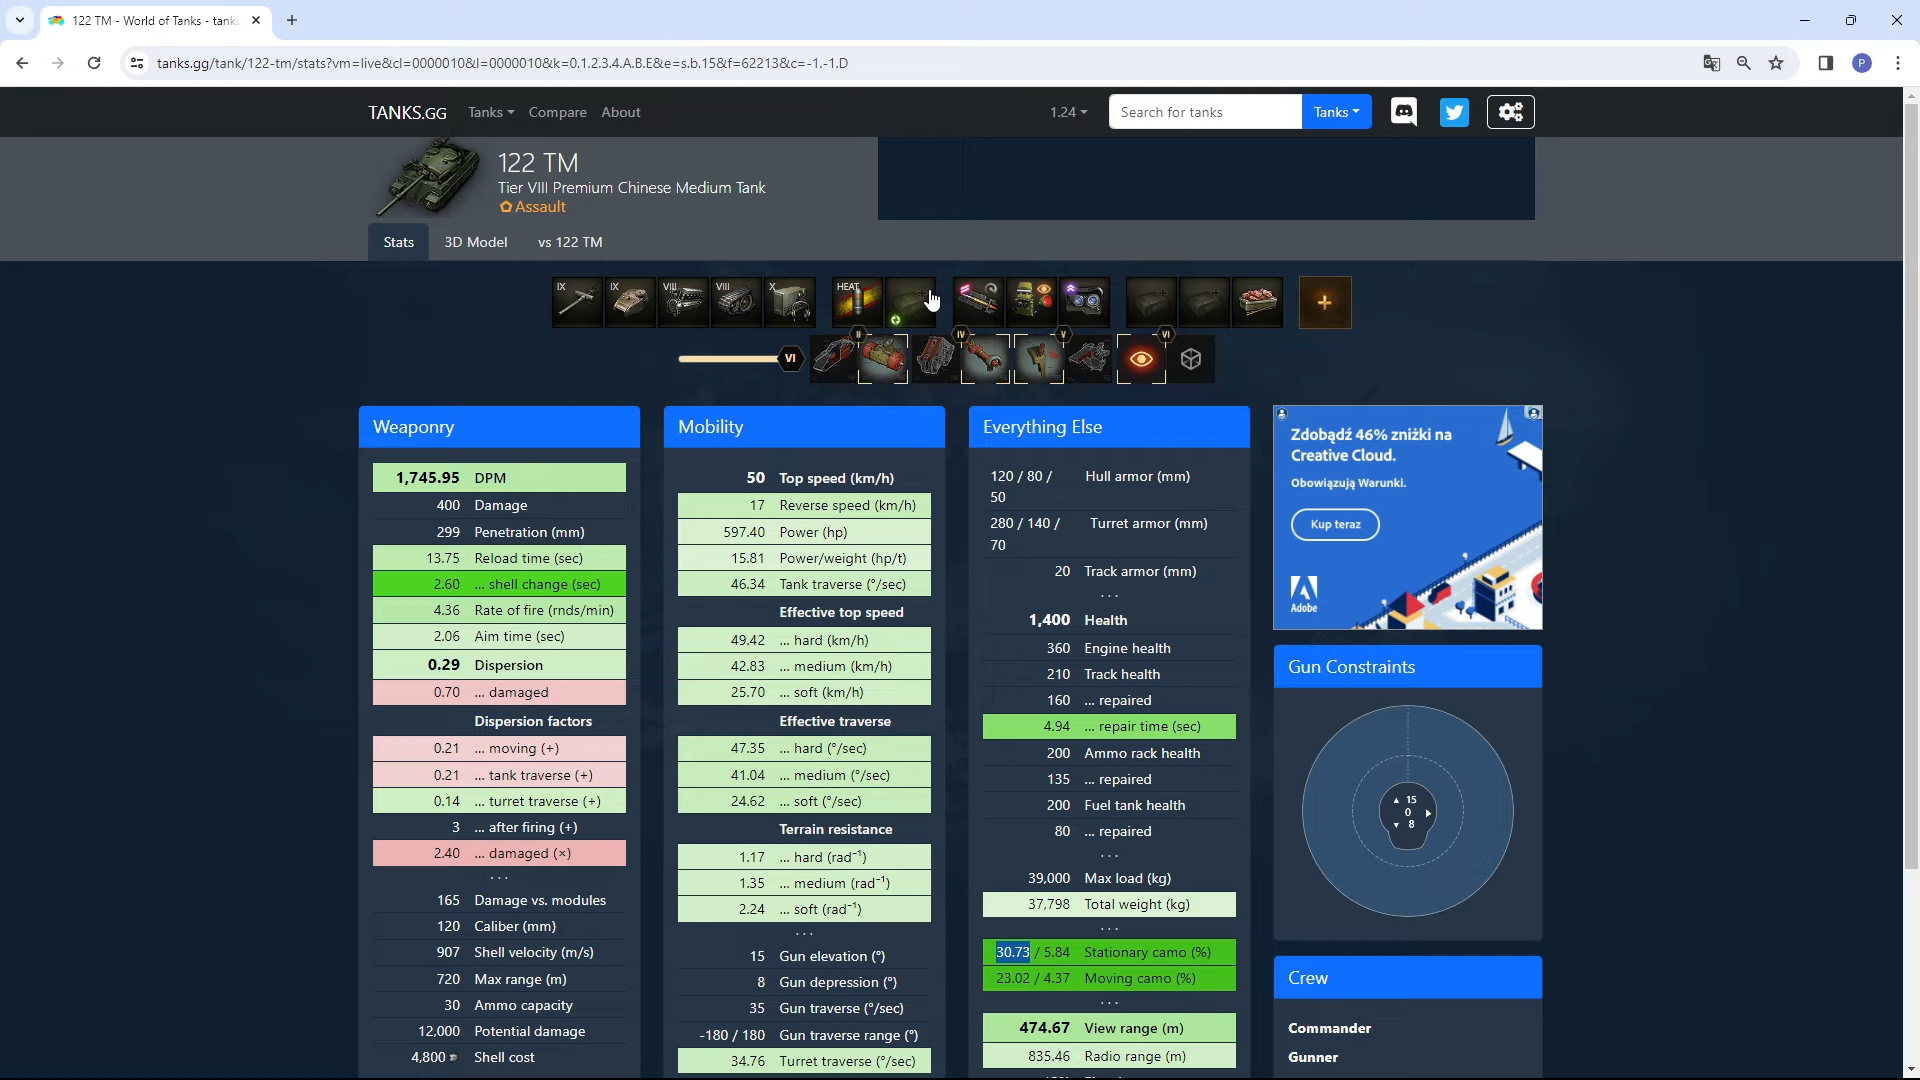 122 TM - World of Tanks - tank
tanks.gg/tank/122-tm/stats?vm=live&cl=0000010&l=0000010&k=0.1.2.3.4.A.B.E&e=s.b.15&f=62213&c=-1.-1.D
P
TANKS.GG Tanks Compare About 1.24 Search for tanks Tanks
122 TM
Tier VIII Premium Chinese Medium Tank
Assault
Stats 3D Model vs 122 TM
IX IX VIII VIII X HEAT
II IV V VI
VI
Weaponry
1,745.95 DPM
400 Damage
299 Penetration (mm)
13.75 Reload time (sec)
2.60 ... shell change (sec)
4.36 Rate of fire (rnds/min)
2.06 Aim time (sec)
0.29 Dispersion
0.70 ... damaged
Dispersion factors
0.21 ... moving (+)
0.21 ... tank traverse (+)
0.14 ... turret traverse (+)
3 ... after firing (+)
2.40 ... damaged (×)
...
165 Damage vs. modules
120 Caliber (mm)
907 Shell velocity (m/s)
720 Max range (m)
30 Ammo capacity
12,000 Potential damage
4,800 Shell cost
Mobility
50 Top speed (km/h)
17 Reverse speed (km/h)
597.40 Power (hp)
15.81 Power/weight (hp/t)
46.34 Tank traverse (°/sec)
Effective top speed
49.42 ... hard (km/h)
42.83 ... medium (km/h)
25.70 ... soft (km/h)
Effective traverse
47.35 ... hard (°/sec)
41.04 ... medium (°/sec)
24.62 ... soft (°/sec)
Terrain resistance
1.17 ... hard (rad⁻¹)
1.35 ... medium (rad⁻¹)
2.24 ... soft (rad⁻¹)
...
15 Gun elevation (°)
8 Gun depression (°)
35 Gun traverse (°/sec)
-180 / 180 Gun traverse range (°)
34.76 Turret traverse (°/sec)
Everything Else
120 / 80 / Hull armor (mm)
50
280 / 140 / Turret armor (mm)
70
20 Track armor (mm)
...
1,400 Health
360 Engine health
210 Track health
160 ... repaired
4.94 ... repair time (sec)
200 Ammo rack health
135 ... repaired
200 Fuel tank health
80 ... repaired
...
39,000 Max load (kg)
37,798 Total weight (kg)
...
30.73 / 5.84 Stationary camo (%)
23.02 / 4.37 Moving camo (%)
...
474.67 View range (m)
835.46 Radio range (m)
Zdobądź 46% zniżki na
Creative Cloud.
Obowiązują Warunki.
Kup teraz
Adobe
Gun Constraints
15
0
8
Crew
Commander
Gunner